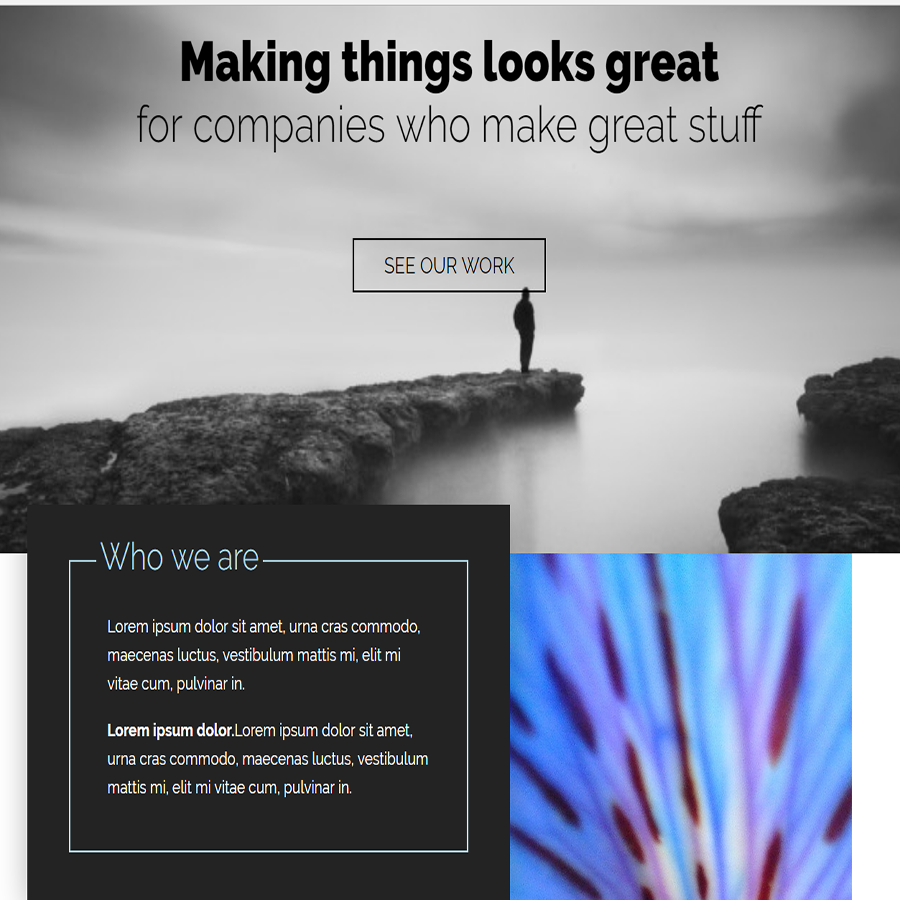 Making things looks great
for companies who make great stuff
SEE OUR WORK
Who we are
Lorem ipsum dolor sit amet, urna cras commodo,
maecenas luctus, vestibulum mattis mi, elit mi
vitae cum, pulvinar in.
Lorem ipsum dolor.Lorem ipsum dolor sit amet,
urna cras commodo, maecenas luctus, vestibulum
mattis mi, elit mi vitae cum, pulvinar in.